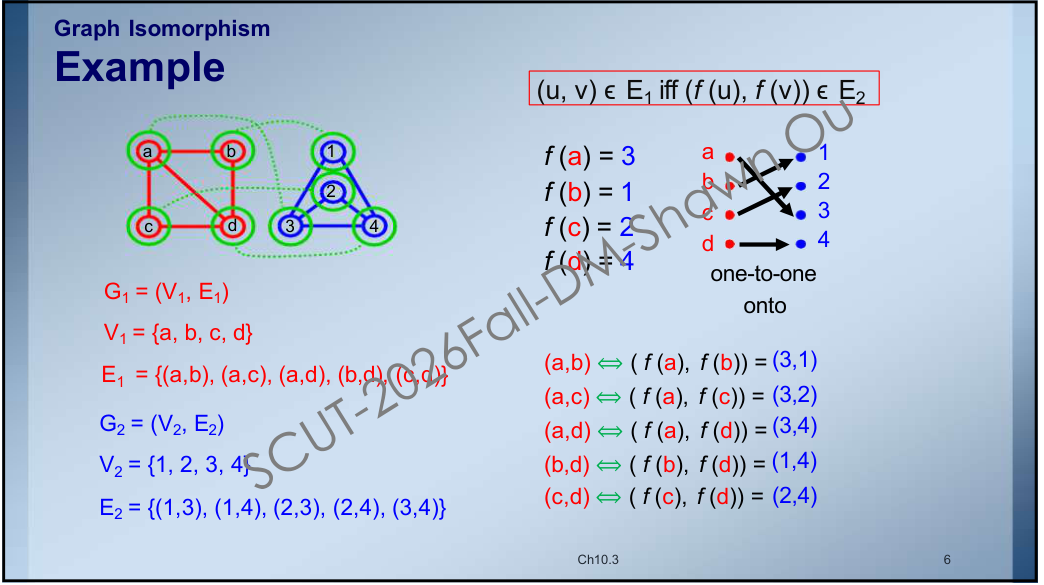 Graph Isomorphism
Example
(u, v) ϵ E₁ iff (f (u), f (v)) ϵ E₂
a
b
c
d
1
2
3
4
f (a) = 3
f (b) = 1
f (c) = 2
f (d) = 4
a
b
c
d
1
2
3
4
one-to-one
onto
G₁ = (V₁, E₁)
V₁ = {a, b, c, d}
E₁ = {(a,b), (a,c), (a,d), (b,d), (c,d)}
G₂ = (V₂, E₂)
V₂ = {1, 2, 3, 4}
E₂ = {(1,3), (1,4), (2,3), (2,4), (3,4)}
(a,b) ⇔ ( f (a), f (b)) = (3,1)
(a,c) ⇔ ( f (a), f (c)) = (3,2)
(a,d) ⇔ ( f (a), f (d)) = (3,4)
(b,d) ⇔ ( f (b), f (d)) = (1,4)
(c,d) ⇔ ( f (c), f (d)) = (2,4)
SCUT-2026Fall-DM-Shawn Ou
Ch10.3
6